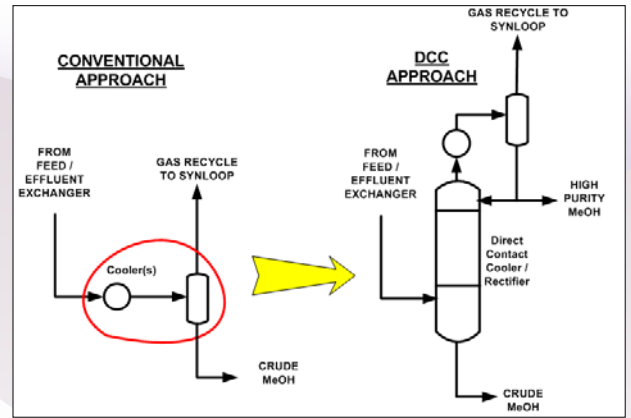 CONVENTIONAL
APPROACH
FROM
FEED /
EFFLUENT
EXCHANGER
GAS RECYCLE
TO SYNLOOP
Cooler(s)
CRUDE
MeOH
GAS RECYCLE TO
SYNLOOP
DCC
APPROACH
FROM
FEED /
EFFLUENT
EXCHANGER
HIGH
PURITY
MeOH
Direct
Contact
Cooler /
Rectifier
CRUDE
MeOH